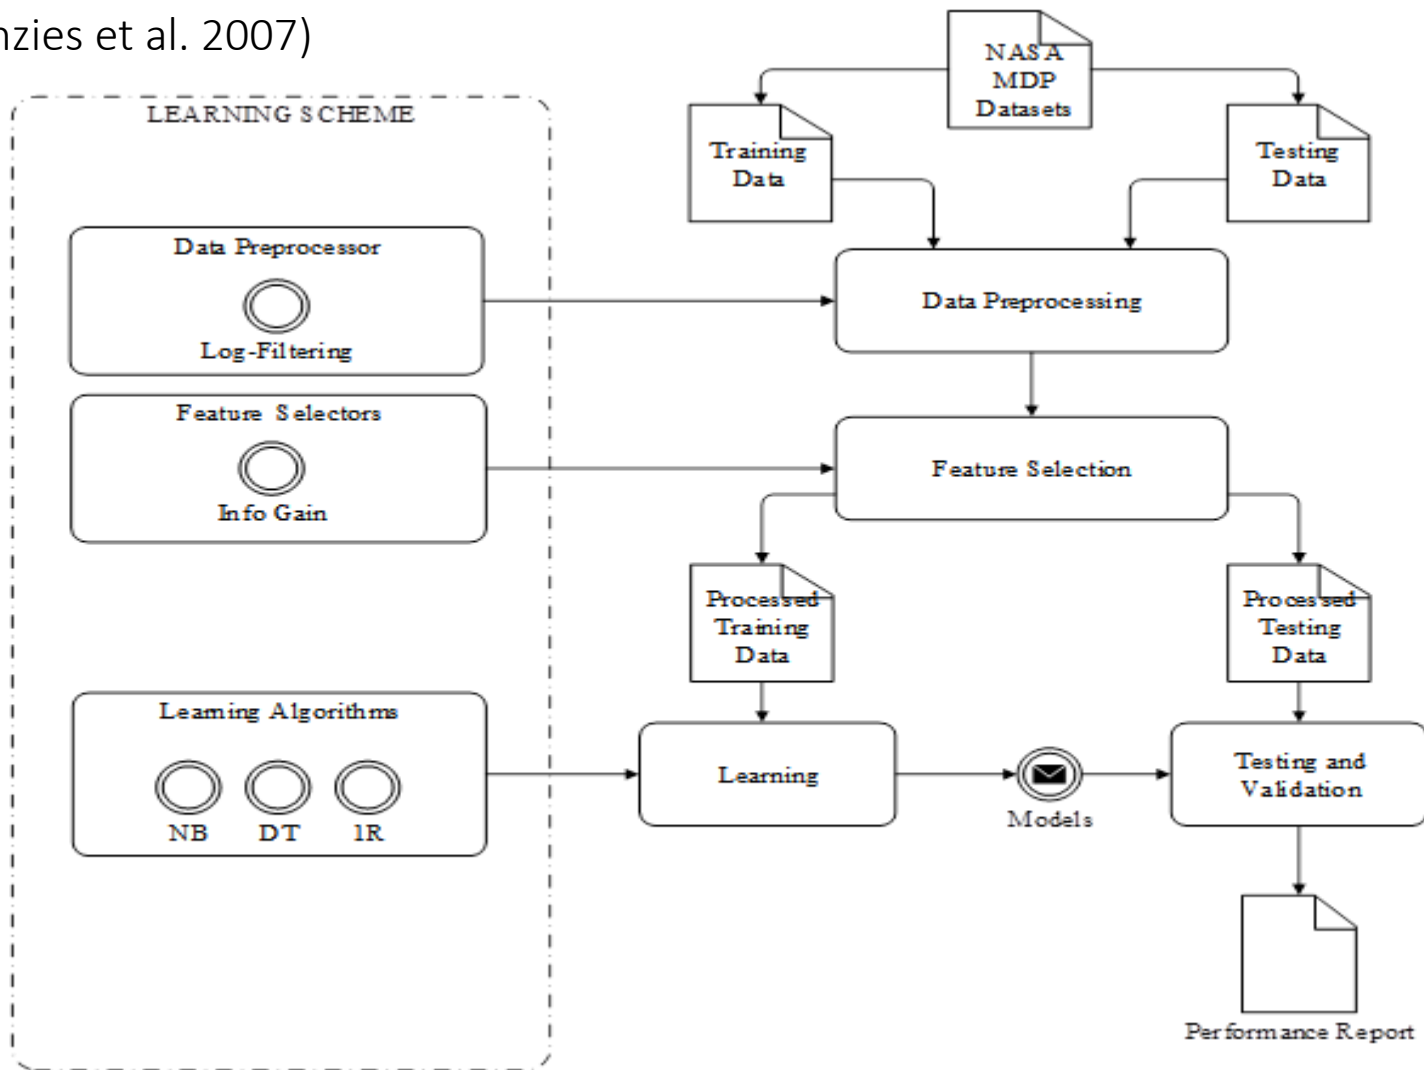 nzies et al. 2007)
LEARNING SCHEME
Data Preprocessor
Log-Filtering
Feature Selectors
Info Gain
Learning Algorithms
NB DT 1R
NASA
MDP
Datasets
Training
Data
Testing
Data
Data Preprocessing
Feature Selection
Processed
Training
Data
Processed
Testing
Data
Learning
Models
Testing and
Validation
Performance Report